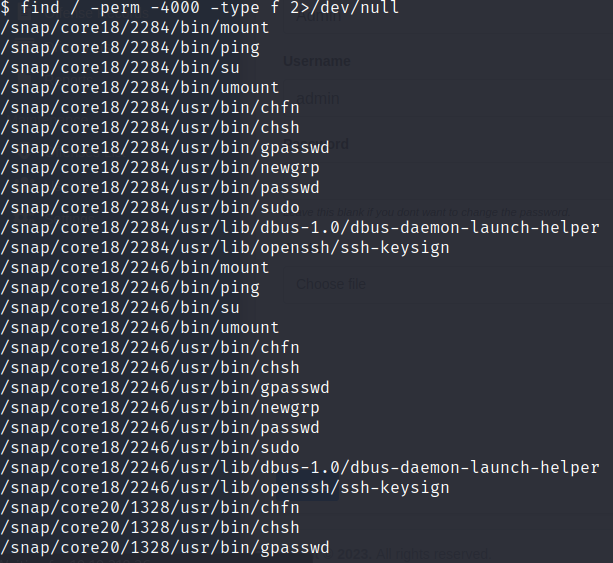 $ find / -perm -4000 -type f 2>/dev/null
/snap/core18/2284/bin/mount
/snap/core18/2284/bin/ping
/snap/core18/2284/bin/su
/snap/core18/2284/bin/umount
/snap/core18/2284/usr/bin/chfn
/snap/core18/2284/usr/bin/chsh
/snap/core18/2284/usr/bin/gpasswd
/snap/core18/2284/usr/bin/newgrp
/snap/core18/2284/usr/bin/passwd
/snap/core18/2284/usr/bin/sudo
/snap/core18/2284/usr/lib/dbus-1.0/dbus-daemon-launch-helper
/snap/core18/2284/usr/lib/openssh/ssh-keysign
/snap/core18/2246/bin/mount
/snap/core18/2246/bin/ping
/snap/core18/2246/bin/su
/snap/core18/2246/bin/umount
/snap/core18/2246/usr/bin/chfn
/snap/core18/2246/usr/bin/chsh
/snap/core18/2246/usr/bin/gpasswd
/snap/core18/2246/usr/bin/newgrp
/snap/core18/2246/usr/bin/passwd
/snap/core18/2246/usr/bin/sudo
/snap/core18/2246/usr/lib/dbus-1.0/dbus-daemon-launch-helper
/snap/core18/2246/usr/lib/openssh/ssh-keysign
/snap/core20/1328/usr/bin/chfn
/snap/core20/1328/usr/bin/chsh
/snap/core20/1328/usr/bin/gpasswd
Admin
Username
admin
Choose file
All rights reserved